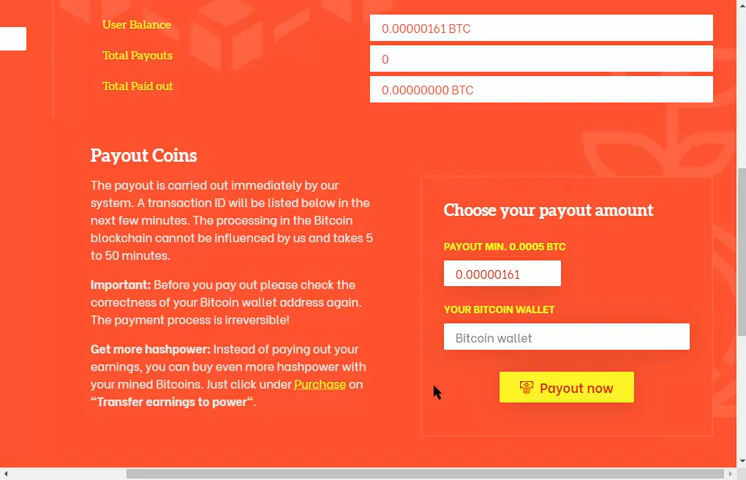 User Balance
0.00000161 BTC
Total Payouts
0
Total Paid out
0.00000000 BTC
Payout Coins
The payout is carried out immediately by our
system. A transaction ID will be listed below in the
next few minutes. The processing in the Bitcoin
blockchain cannot be influenced by us and takes 5
to 50 minutes.
Important: Before you pay out please check the
correctness of your Bitcoin wallet address again.
The payment process is irreversible!
Get more hashpower: Instead of paying out your
earnings, you can buy even more hashpower with
your mined Bitcoins. Just click under Purchase on
“Transfer earnings to power“.
Choose your payout amount
PAYOUT MIN. 0.0005 BTC
0.00000161
YOUR BITCOIN WALLET
Bitcoin wallet
Payout now